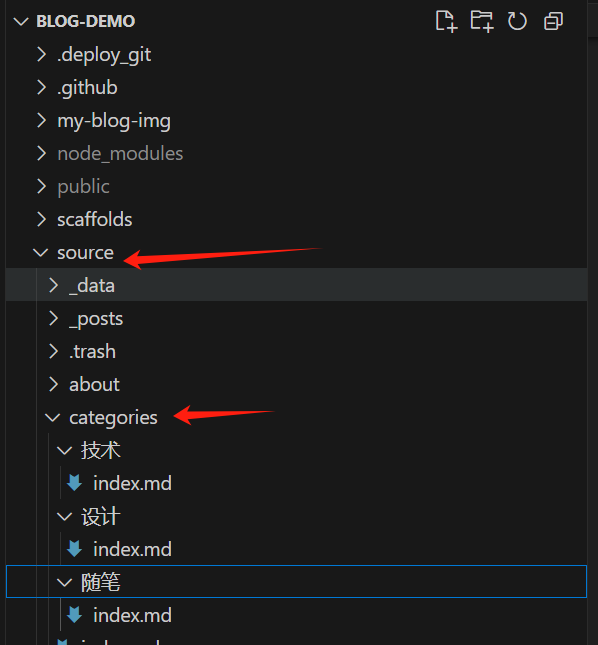 BLOG-DEMO
.deploy_git
.github
my-blog-img
node_modules
public
scaffolds
source
_data
_posts
.trash
about
categories
技术
index.md
设计
index.md
随笔
index.md